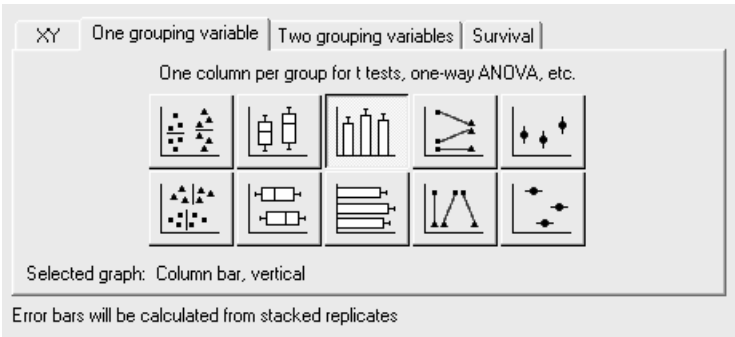 XY One grouping variable Two grouping variables Survival
One column per group for t tests, one-way ANOVA, etc.
Selected graph: Column bar, vertical
Error bars will be calculated from stacked replicates